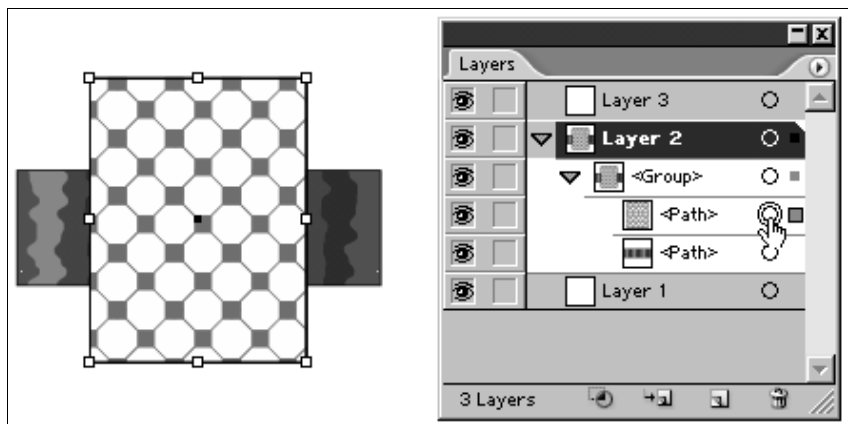 Layers
Layer 3
Layer 2
<Group>
<Path>
<Path>
Layer 1
3 Layers